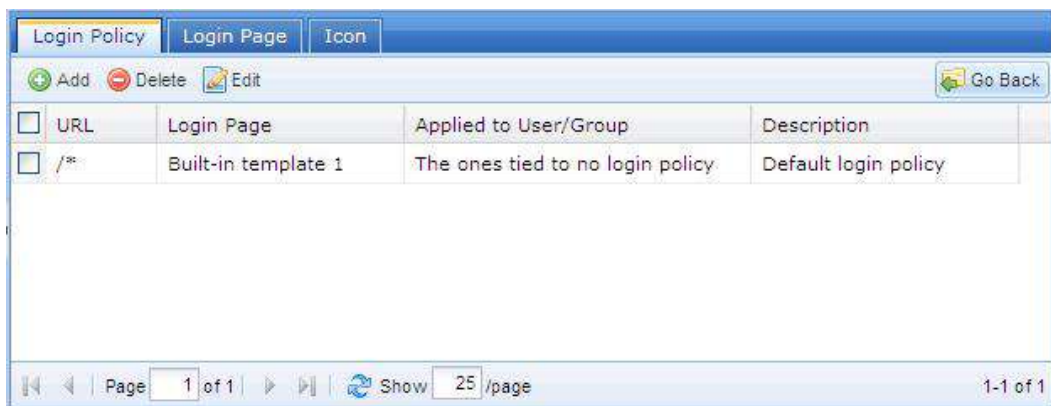 Login Policy Login Page Icon
Add Delete Edit Go Back
URL Login Page Applied to User/Group Description
/* Built-in template 1 The ones tied to no login policy Default login policy
Page 1 of 1 Show 25 /page 1-1 of 1